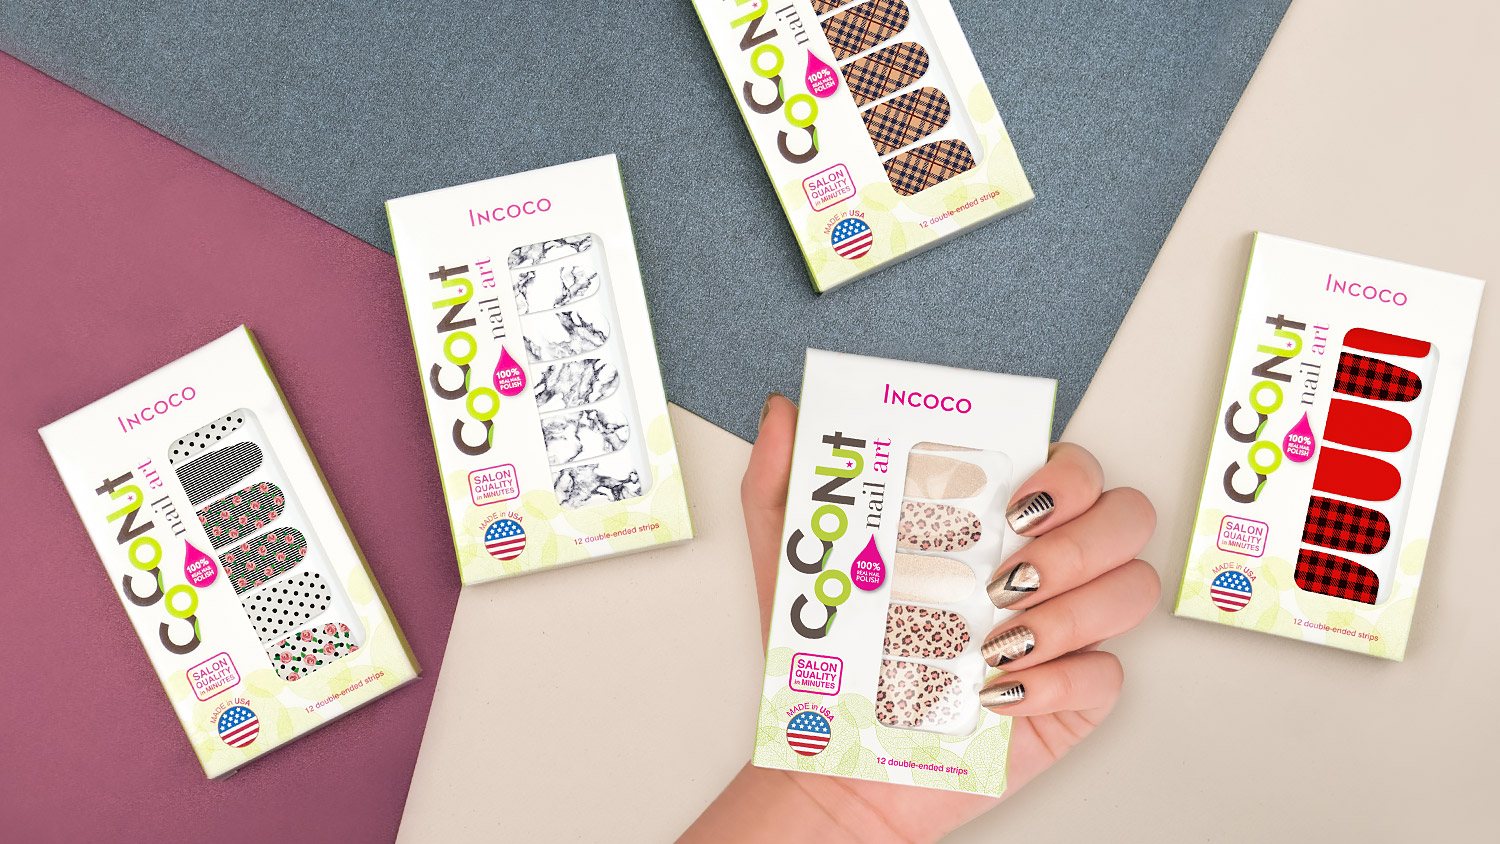 COCONUt
nail
100%
REAL NAIL
POLISH
SALON
QUALITY
in MINUTES
MADE in USA
12 double-ended strips
INCOCO
COCONUt
nail art
100%
REAL NAIL
POLISH
SALON
QUALITY
in MINUTES
MADE in USA
12 double-ended strips
INCOCO
COCONUt
nail art
100%
REAL NAIL
POLISH
SALON
QUALITY
in MINUTES
MADE in USA
12 double-ended strips
INCOCO
COCONUt
nail art
100%
REAL NAIL
POLISH
SALON
QUALITY
in MINUTES
MADE in USA
12 double-ended strips
INCOCO
COCONUt
nail art
100%
REAL NAIL
POLISH
SALON
QUALITY
in MINUTES
MADE in USA
12 double-ended strips